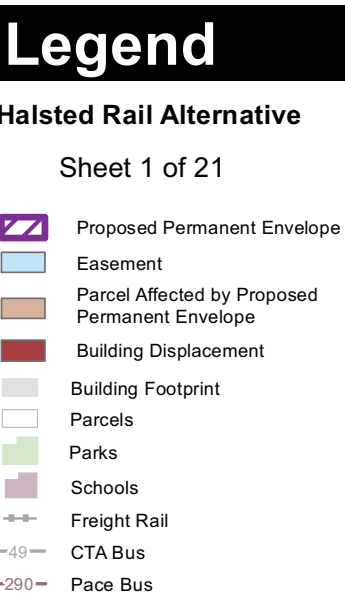 Legend
Halsted Rail Alternative
Sheet 1 of 21
Proposed Permanent Envelope
Easement
Parcel Affected by Proposed
Permanent Envelope
Building Displacement
Building Footprint
Parcels
Parks
Schools
Freight Rail
49 CTA Bus
290 Pace Bus